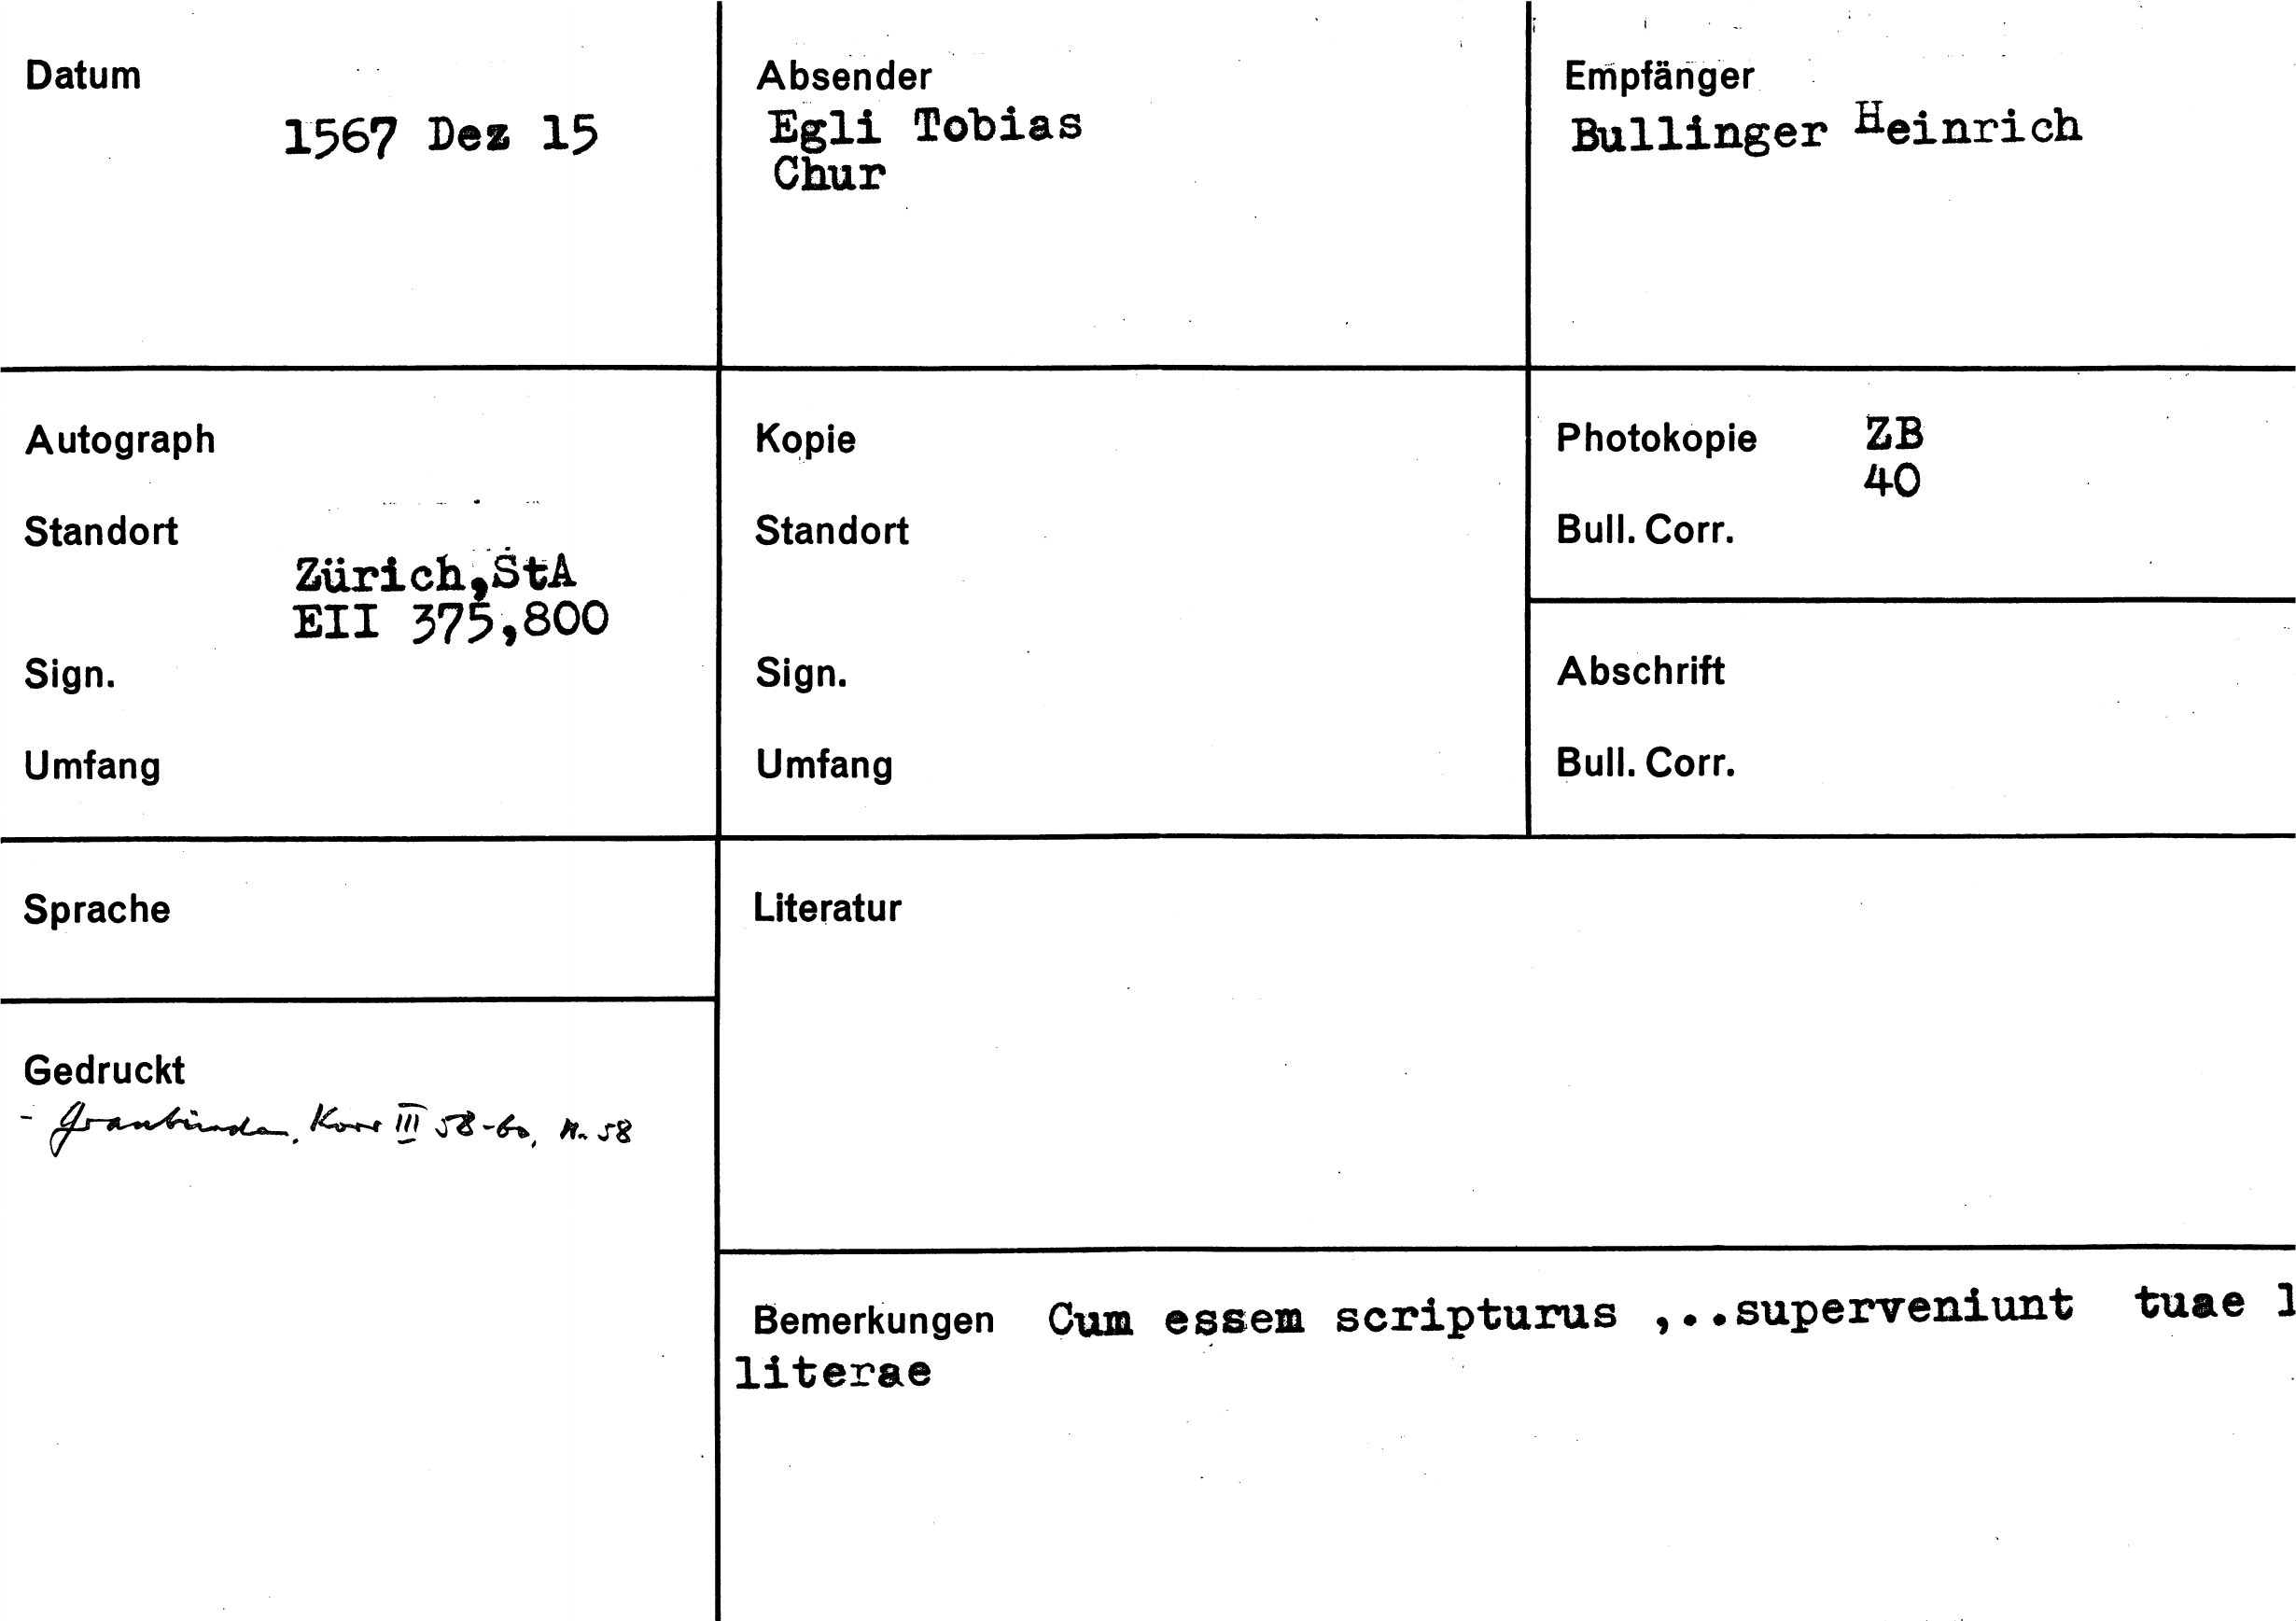 Datum
1567 Dez 15
Absender
Egli Tobias
Chur
Empfänger
Bullinger Heinrich
Autograph
Standort
Zürich,StA
EII 375,800
Sign.
Umfang
Kopie
Standort
Sign.
Umfang
Photokopie ZB
40
Bull. Corr.
Abschrift
Bull. Corr.
Sprache
Gedruckt
- Graubünden, Korr III 58-60, Nr. 58
Literatur
Bemerkungen Cum essem scripturus ,..superveniunt tuae l
literae